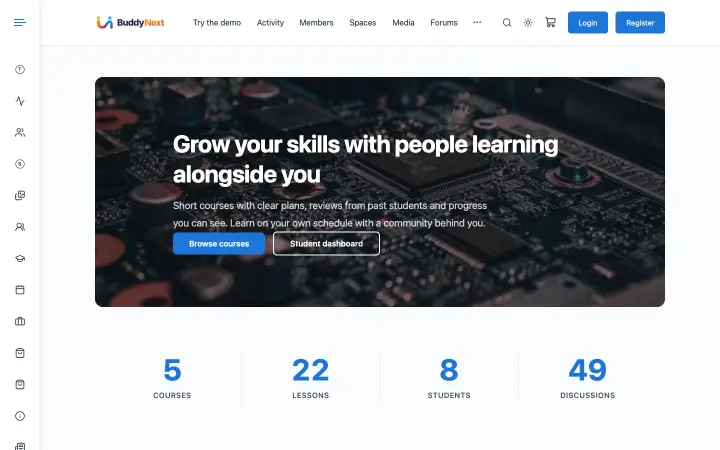 BuddyNext
Try the demo
Activity
Members
Spaces
Media
Forums
Login
Register
Grow your skills with people learning
alongside you
Short courses with clear plans, reviews from past students and progress
you can see. Learn on your own schedule with a community behind you.
Browse courses
Student dashboard
5
COURSES
22
LESSONS
8
STUDENTS
49
DISCUSSIONS